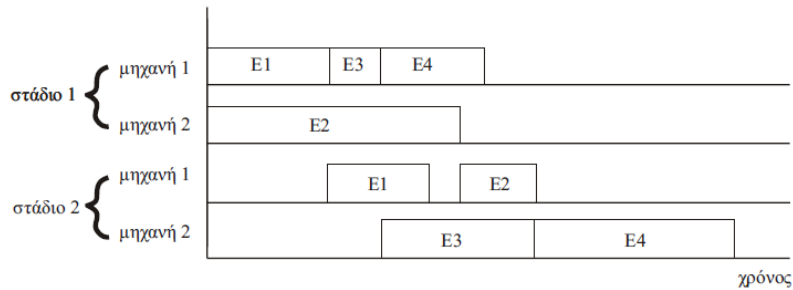 στάδιο 1
μηχανή 1 E1 E3 E4
μηχανή 2 E2
στάδιο 2
μηχανή 1 E1 E2
μηχανή 2 E3 E4
χρόνος